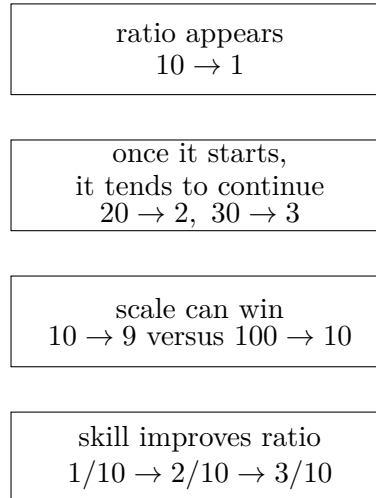 ratio appears
10 → 1
once it starts,
it tends to continue
20 → 2, 30 → 3
scale can win
10 → 9 versus 100 → 10
skill improves ratio
1/10 → 2/10 → 3/10